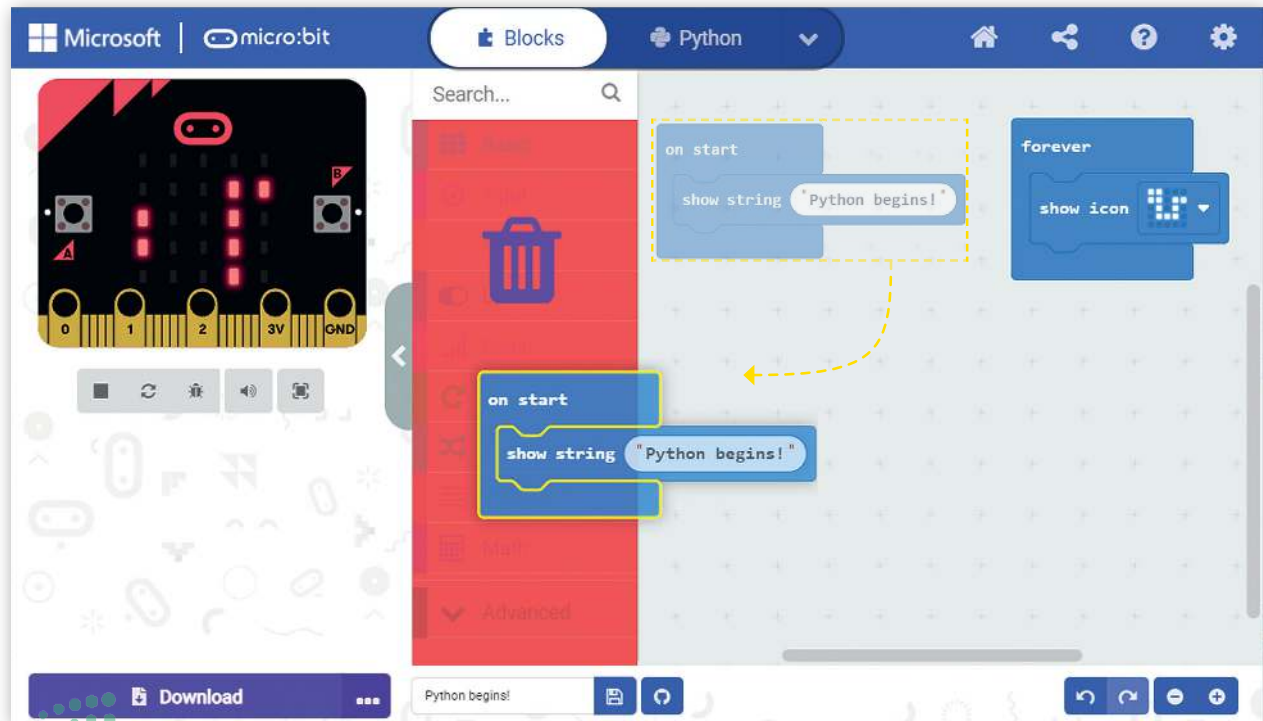 Microsoft | micro:bit
Blocks
Python
Search...
on start
show string "Python begins!"
forever
show icon
A
B
0 1 2 3V GND
on start
show string "Python begins!"
Math
Advanced
Download
Python begins!